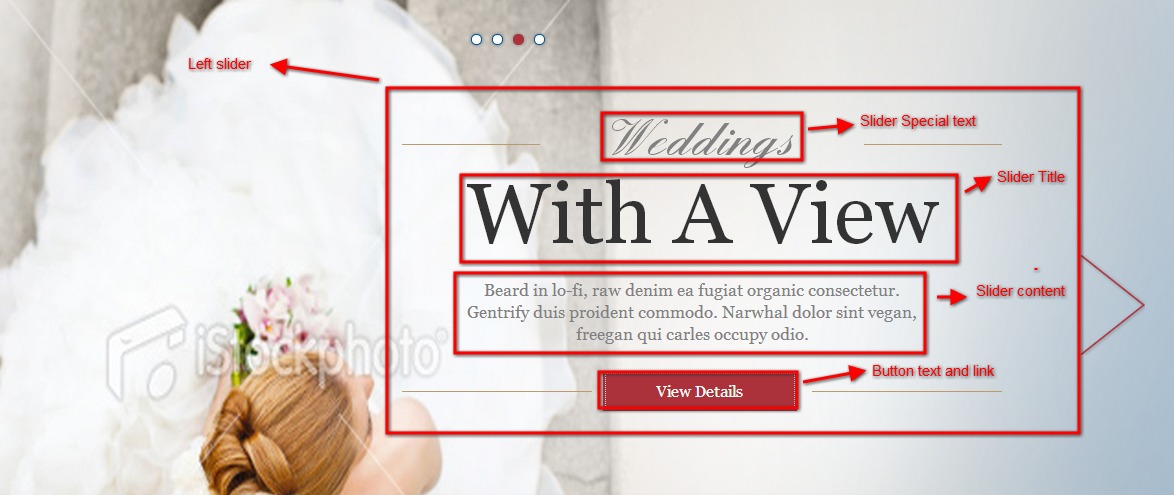 Left slider
Weddings
Slider Special text
With A View
Slider Title
Beard in lo-fi, raw denim ea fugiat organic consectetur.
Gentrify duis proident commodo. Narwhal dolor sint vegan,
freegan qui carles occupy odio.
Slider content
iStockphoto
View Details
Button text and link